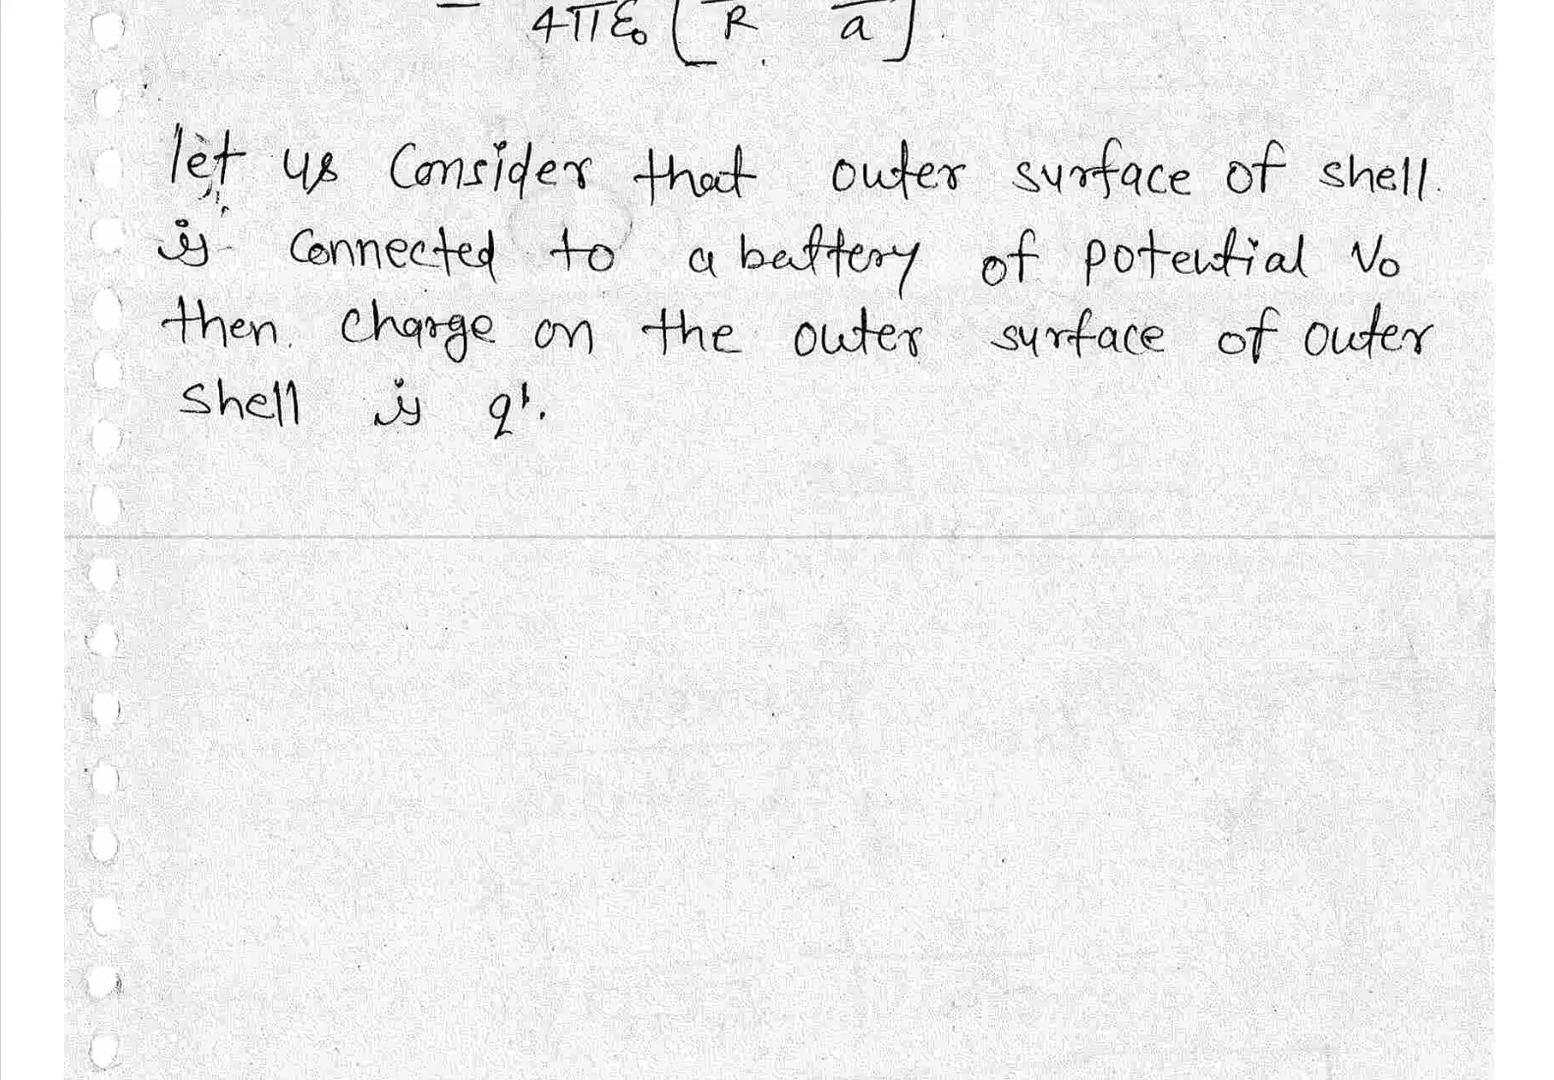 4πε₀ [ R a ].
let us Consider that outer surface of shell.
is connected to a battery of potential V₀
then. charge on the outer surface of outer
shell is q'.